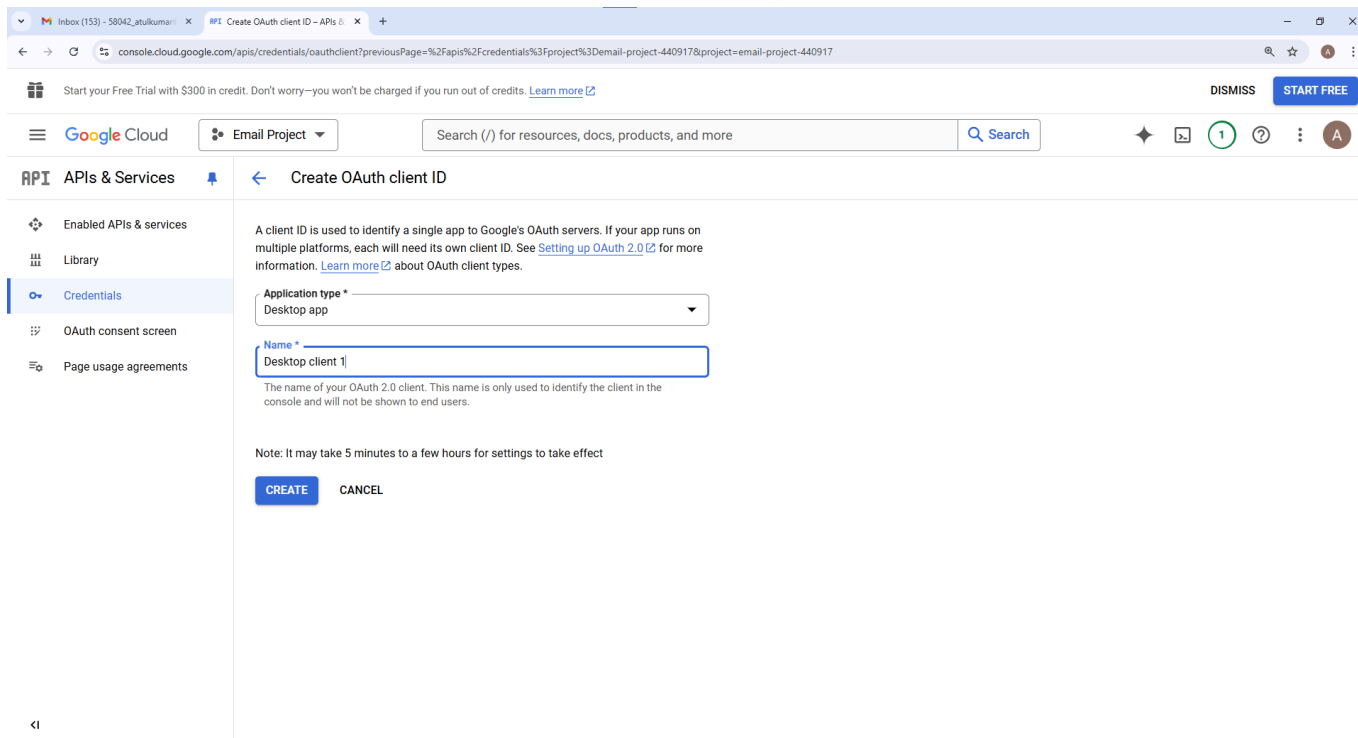 Inbox (153) - 58042_atulkumar
API Create OAuth client ID – APIs &
console.cloud.google.com/apis/credentials/oauthclient?previousPage=%2Fapis%2Fcredentials%3Fproject%3Demail-project-440917&project=email-project-440917
A
Start your Free Trial with $300 in credit. Don't worry—you won't be charged if you run out of credits. Learn more
DISMISS
START FREE
Google Cloud
Email Project
Search (/) for resources, docs, products, and more
Search
1
A
API APIs & Services
Create OAuth client ID
Enabled APIs & services
Library
Credentials
OAuth consent screen
Page usage agreements
A client ID is used to identify a single app to Google's OAuth servers. If your app runs on
multiple platforms, each will need its own client ID. See Setting up OAuth 2.0 for more
information. Learn more about OAuth client types.
Application type *
Desktop app
Name *
Desktop client 1
The name of your OAuth 2.0 client. This name is only used to identify the client in the
console and will not be shown to end users.
Note: It may take 5 minutes to a few hours for settings to take effect
CREATE
CANCEL